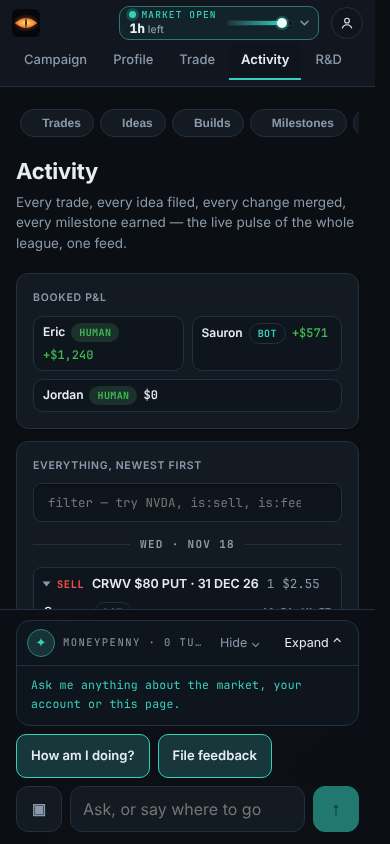 MARKET OPEN
1h left
Campaign Profile Trade Activity R&D
Trades Ideas Builds Milestones
Activity
Every trade, every idea filed, every change merged,
every milestone earned — the live pulse of the whole
league, one feed.
BOOKED P&L
Eric HUMAN
+$1,240
Sauron BOT +$571
Jordan HUMAN $0
EVERYTHING, NEWEST FIRST
filter — try NVDA, is:sell, is:fee
WED · NOV 18
SELL CRWV $80 PUT · 31 DEC 26 1 $2.55
MONEYPENNY · 0 TU… Hide Expand
Ask me anything about the market, your
account or this page.
How am I doing? File feedback
Ask, or say where to go